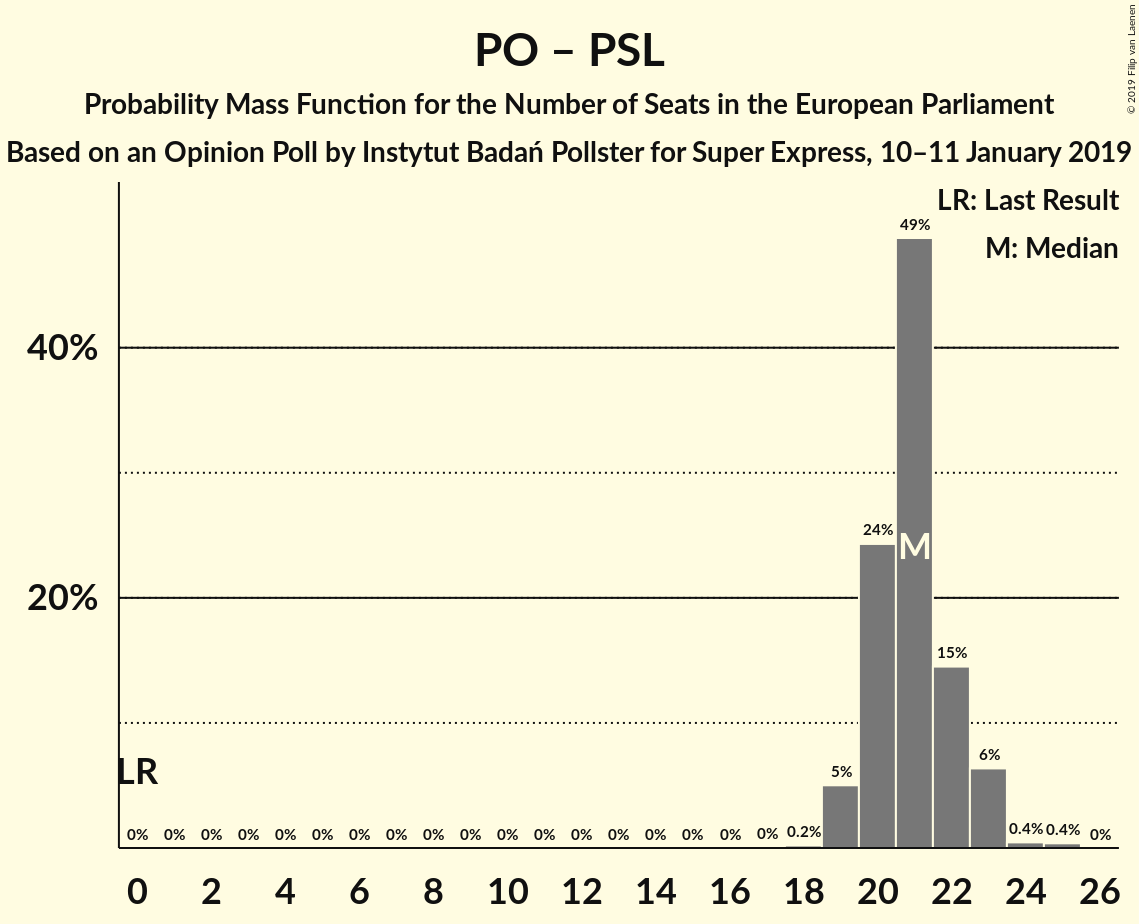 PO – PSL
Probability Mass Function for the Number of Seats in the European Parliament
Based on an Opinion Poll by Instytut Badań Pollster for Super Express, 10–11 January 2019
© 2019 Filip van Laenen
LR: Last Result
M: Median
40%
20%
49%
24%
M
15%
6%
5%
LR
0% 0% 0% 0% 0% 0% 0% 0% 0% 0% 0% 0% 0% 0% 0% 0% 0% 0% 0.2% 0.4% 0.4% 0%
0 2 4 6 8 10 12 14 16 18 20 22 24 26